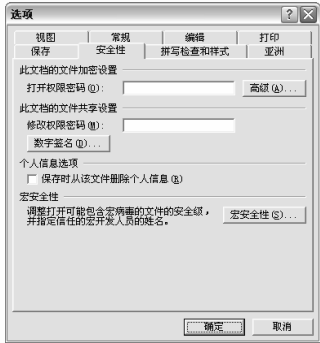 选项
视图 常规 编辑 打印
保存 安全性 拼写检查和样式 亚洲
此文档的文件加密设置
打开权限密码(O): 高级(A)...
此文档的文件共享设置
修改权限密码(M):
数字签名(D)...
个人信息选项
保存时从该文件删除个人信息(R)
宏安全性
调整打开可能包含宏病毒的文件的安全级， 宏安全性(S)...
并指定信任的宏开发人员的姓名。
确定 取消